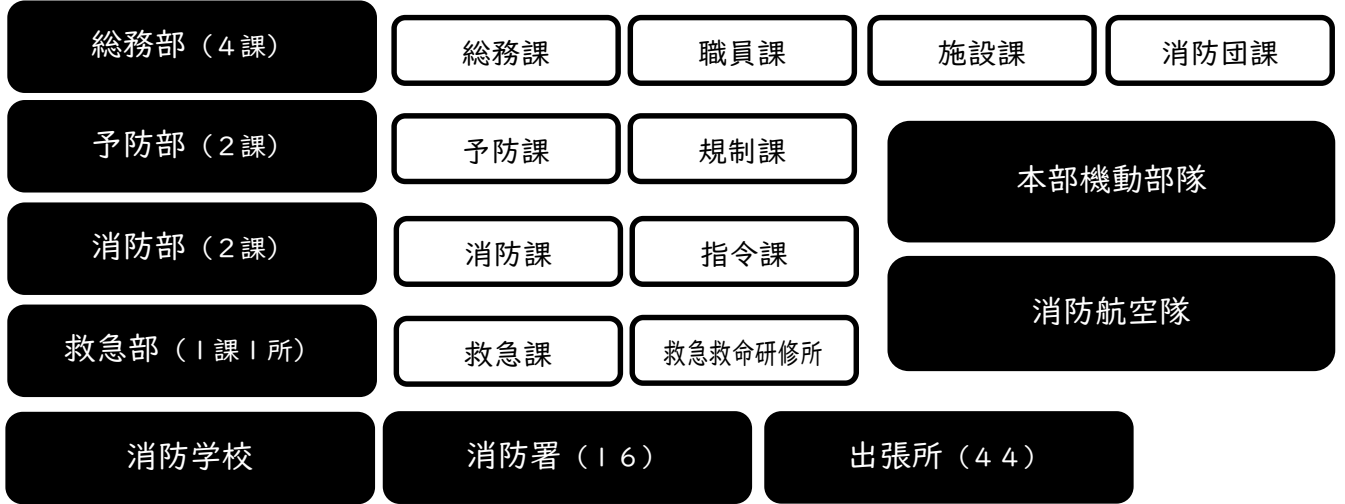 総務部（4課）
総務課
職員課
施設課
消防団課
予防部（2課）
予防課
規制課
本部機動部隊
消防部（2課）
消防課
指令課
消防航空隊
救急部（1課1所）
救急課
救急救命研修所
消防学校
消防署（16）
出張所（44）